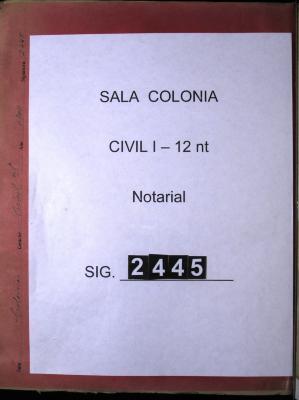 SALA COLONIA
CIVIL I – 12 nt
Notarial
SIG. 2445